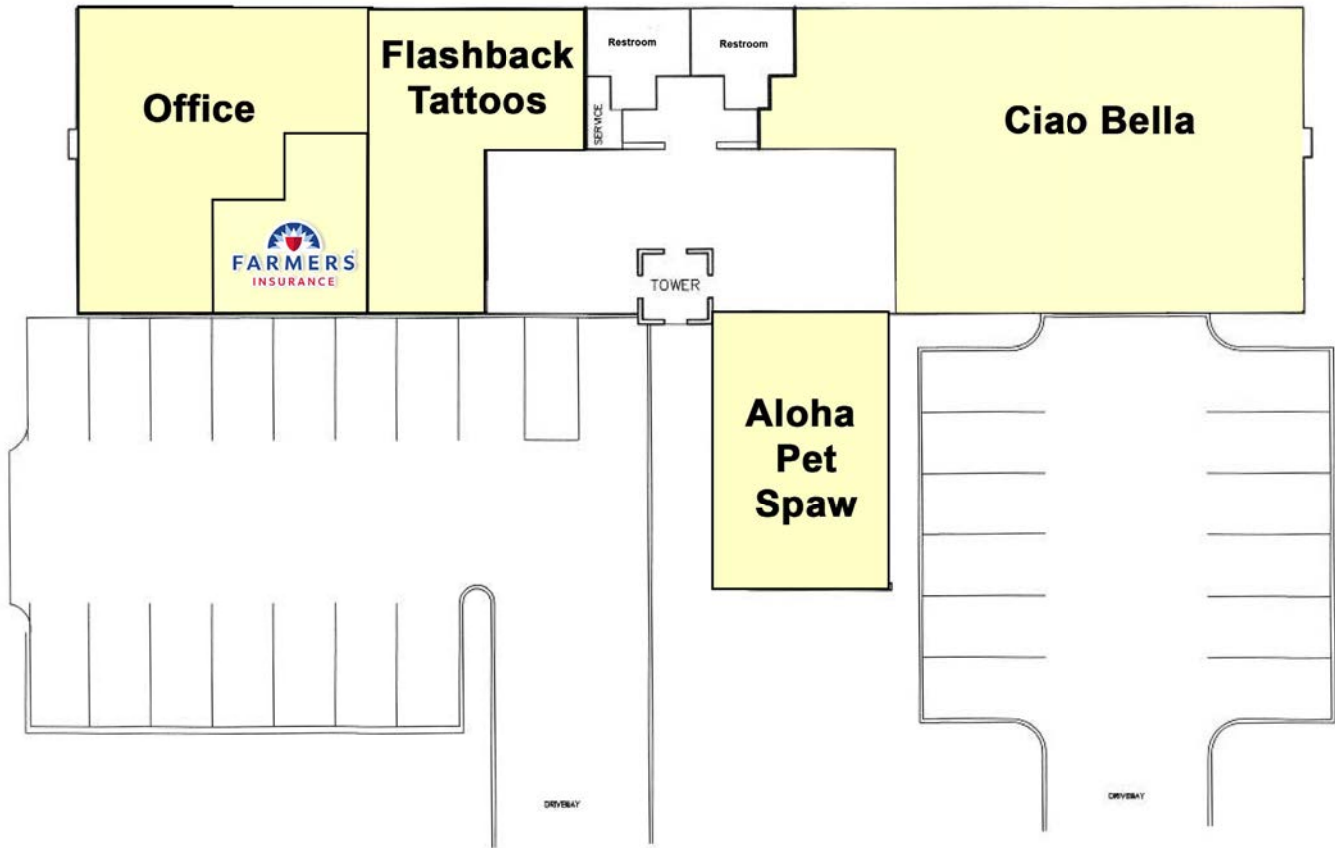 Office
Flashback
Tattoos
Restroom
Restroom
SERVICE
Ciao Bella
FARMERS
INSURANCE
TOWER
Aloha
Pet
Spaw
DRIVEWAY
DRIVEWAY